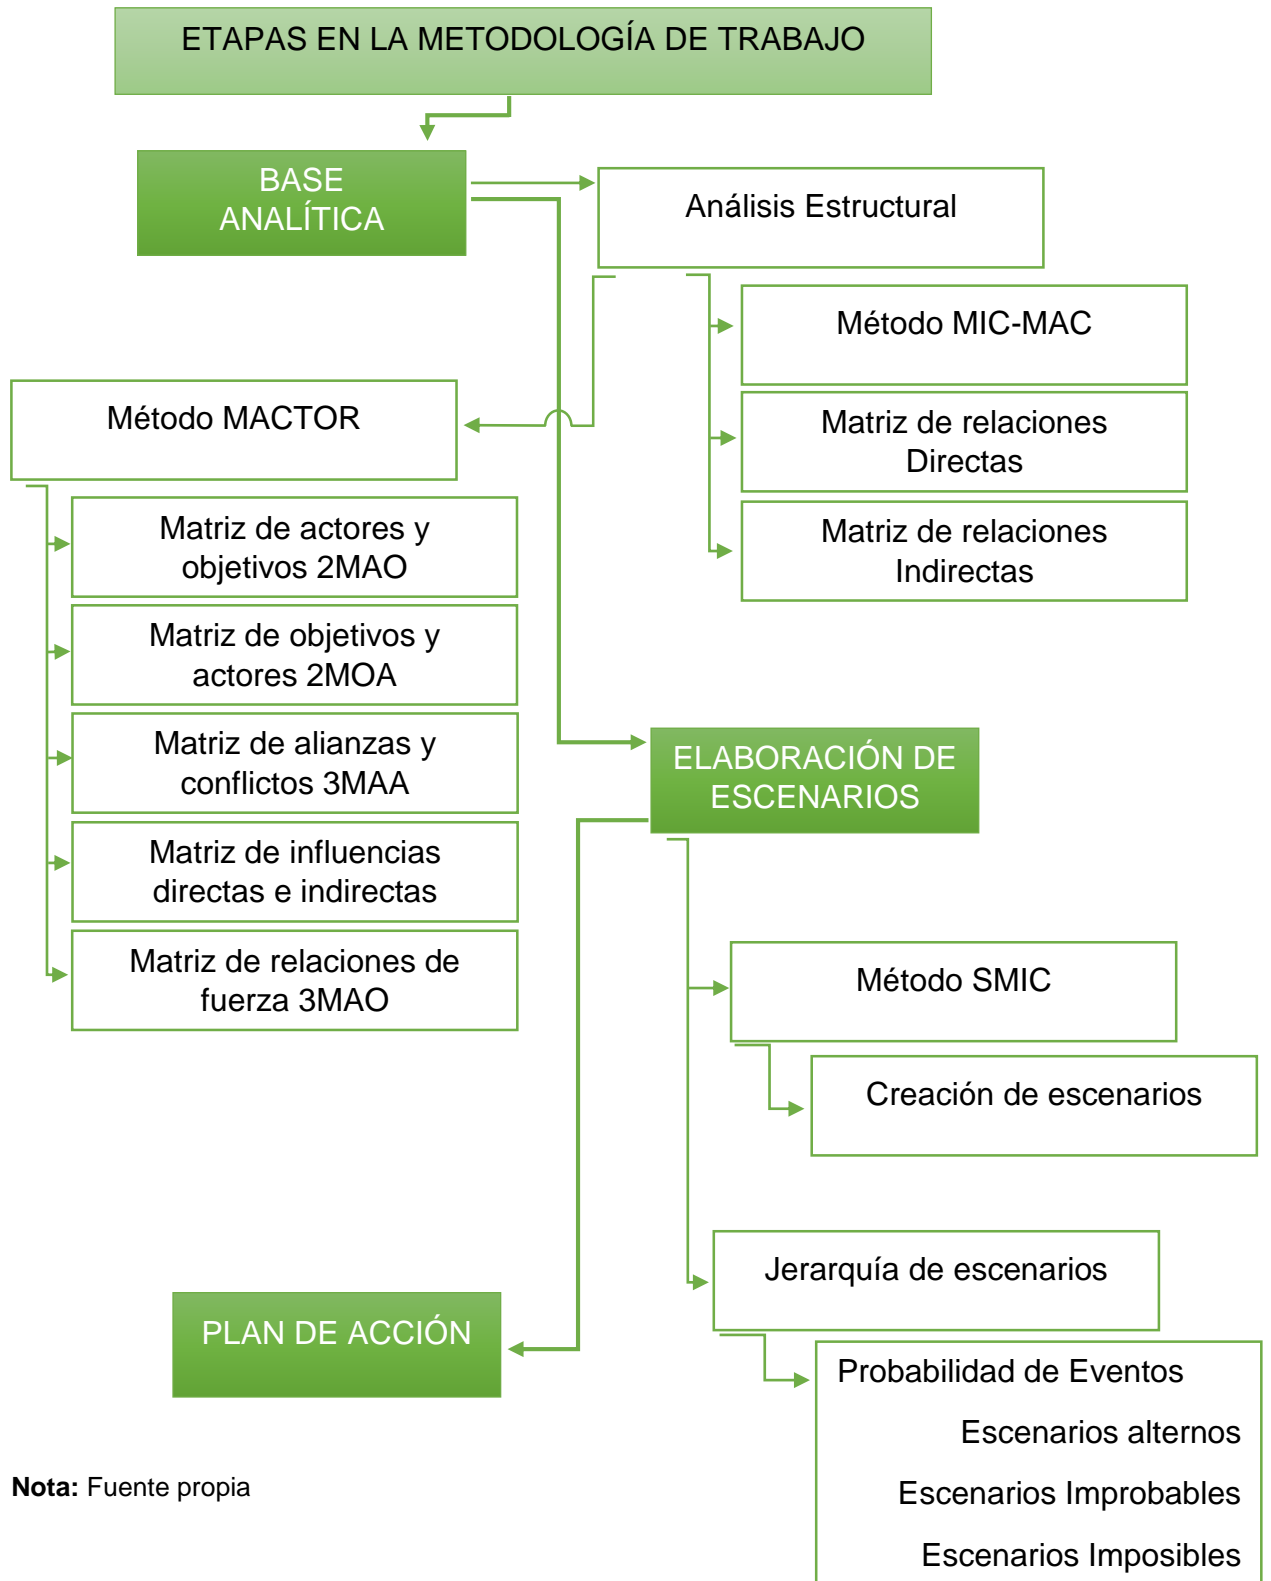 ETAPAS EN LA METODOLOGÍA DE TRABAJO
BASE
ANALÍTICA
Análisis Estructural
Método MIC-MAC
Matriz de relaciones
Directas
Matriz de relaciones
Indirectas
Método MACTOR
Matriz de actores y
objetivos 2MAO
Matriz de objetivos y
actores 2MOA
Matriz de alianzas y
conflictos 3MAA
Matriz de influencias
directas e indirectas
Matriz de relaciones de
fuerza 3MAO
ELABORACIÓN DE
ESCENARIOS
Método SMIC
Creación de escenarios
Jerarquía de escenarios
Probabilidad de Eventos
Escenarios alternos
Escenarios Improbables
Escenarios Imposibles
PLAN DE ACCIÓN
Nota: Fuente propia